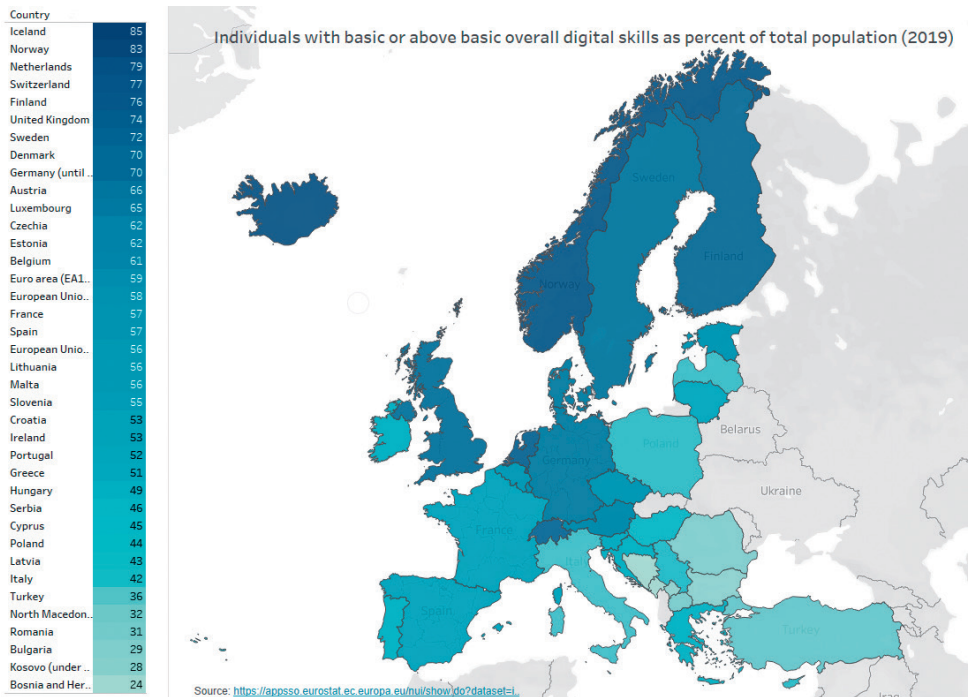 Country
Iceland 85
Norway 83
Netherlands 79
Switzerland 77
Finland 76
United Kingdom 74
Sweden 72
Denmark 70
Germany (until .. 70
Austria 66
Luxembourg 65
Czechia 62
Estonia 62
Belgium 61
Euro area (EA1.. 59
European Unio.. 58
France 57
Spain 57
European Unio.. 56
Lithuania 56
Malta 56
Slovenia 55
Croatia 53
Ireland 53
Portugal 52
Greece 51
Hungary 49
Serbia 46
Cyprus 45
Poland 44
Latvia 43
Italy 42
Turkey 36
North Macedon.. 32
Romania 31
Bulgaria 29
Kosovo (under .. 28
Bosnia and Her.. 24
Individuals with basic or above basic overall digital skills as percent of total population (2019)
Sweden
Finland
Norway
Belarus
Poland
Germany
Ukraine
France
Italy
Spain
Turkey
Iraq
Source: https://appsso.eurostat.ec.europa.eu/nui/show.do?dataset=i..